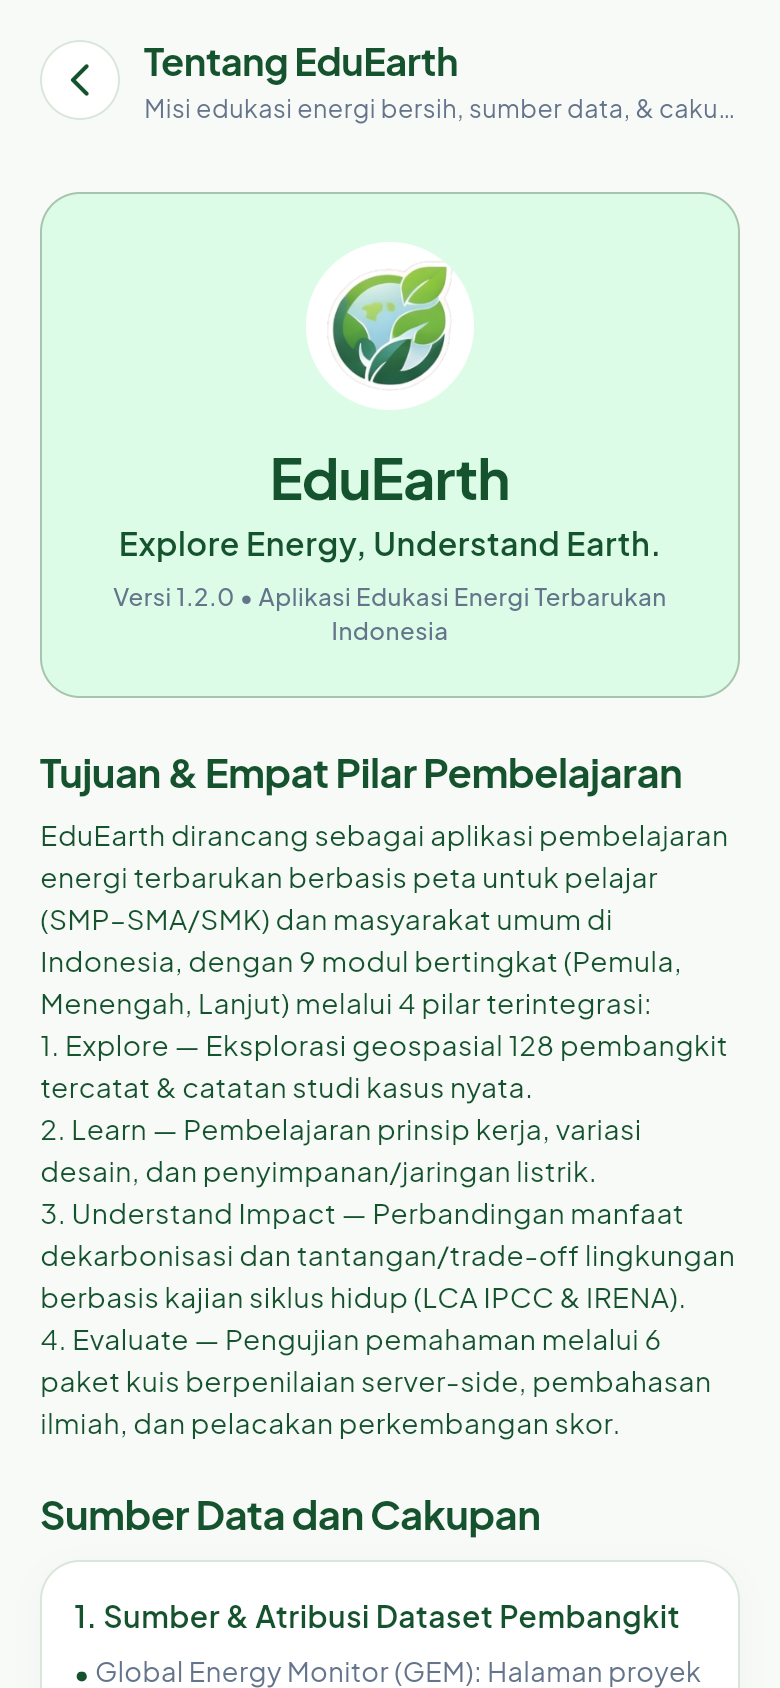 Tentang EduEarth
Misi edukasi energi bersih, sumber data, & caku…
EduEarth
Explore Energy, Understand Earth.
Versi 1.2.0 • Aplikasi Edukasi Energi Terbarukan
Indonesia
Tujuan & Empat Pilar Pembelajaran
EduEarth dirancang sebagai aplikasi pembelajaran
energi terbarukan berbasis peta untuk pelajar
(SMP–SMA/SMK) dan masyarakat umum di
Indonesia, dengan 9 modul bertingkat (Pemula,
Menengah, Lanjut) melalui 4 pilar terintegrasi:
1. Explore — Eksplorasi geospasial 128 pembangkit
tercatat & catatan studi kasus nyata.
2. Learn — Pembelajaran prinsip kerja, variasi
desain, dan penyimpanan/jaringan listrik.
3. Understand Impact — Perbandingan manfaat
dekarbonisasi dan tantangan/trade-off lingkungan
berbasis kajian siklus hidup (LCA IPCC & IRENA).
4. Evaluate — Pengujian pemahaman melalui 6
paket kuis berpenilaian server-side, pembahasan
ilmiah, dan pelacakan perkembangan skor.
Sumber Data dan Cakupan
1. Sumber & Atribusi Dataset Pembangkit
• Global Energy Monitor (GEM): Halaman proyek